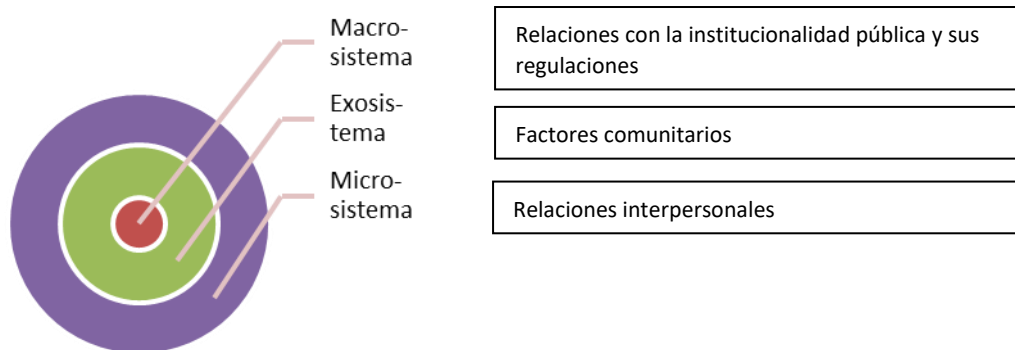 Macro-
sistema
Relaciones con la institucionalidad pública y sus
regulaciones
Exosis-
tema
Factores comunitarios
Micro-
sistema
Relaciones interpersonales